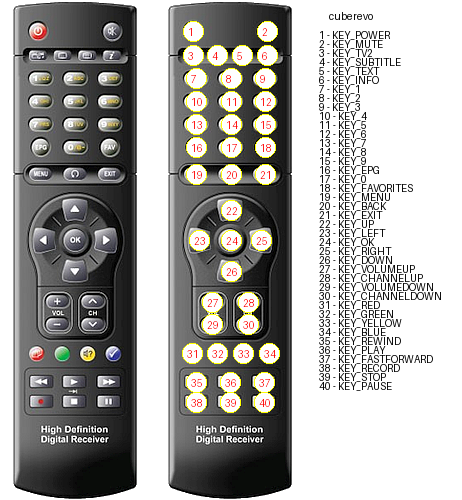 cuberevo
1 - KEY_POWER
2 - KEY_MUTE
3 - KEY_TV2
4 - KEY_SUBTITLE
5 - KEY_TEXT
6 - KEY_INFO
7 - KEY_1
8 - KEY_2
9 - KEY_3
10 - KEY_4
11 - KEY_5
12 - KEY_6
13 - KEY_7
14 - KEY_8
15 - KEY_9
16 - KEY_EPG
17 - KEY_0
18 - KEY_FAVORITES
19 - KEY_MENU
20 - KEY_BACK
21 - KEY_EXIT
22 - KEY_UP
23 - KEY_LEFT
24 - KEY_OK
25 - KEY_RIGHT
26 - KEY_DOWN
27 - KEY_VOLUMEUP
28 - KEY_CHANNELUP
29 - KEY_VOLUMEDOWN
30 - KEY_CHANNELDOWN
31 - KEY_RED
32 - KEY_GREEN
33 - KEY_YELLOW
34 - KEY_BLUE
35 - KEY_REWIND
36 - KEY_PLAY
37 - KEY_FASTFORWARD
38 - KEY_RECORD
39 - KEY_STOP
40 - KEY_PAUSE
EPG 0 FAV
MENU EXIT
OK
+
VOL CH
−
High Definition
Digital Receiver
1 2
3 4 5 6
7 8 9
10 11 12
13 14 15
16 17 18
19 20 21
22
23 24 25
26
27 28
29 30
31 32 33 34
35 36 37
38 39 40
High Definition
Digital Receiver